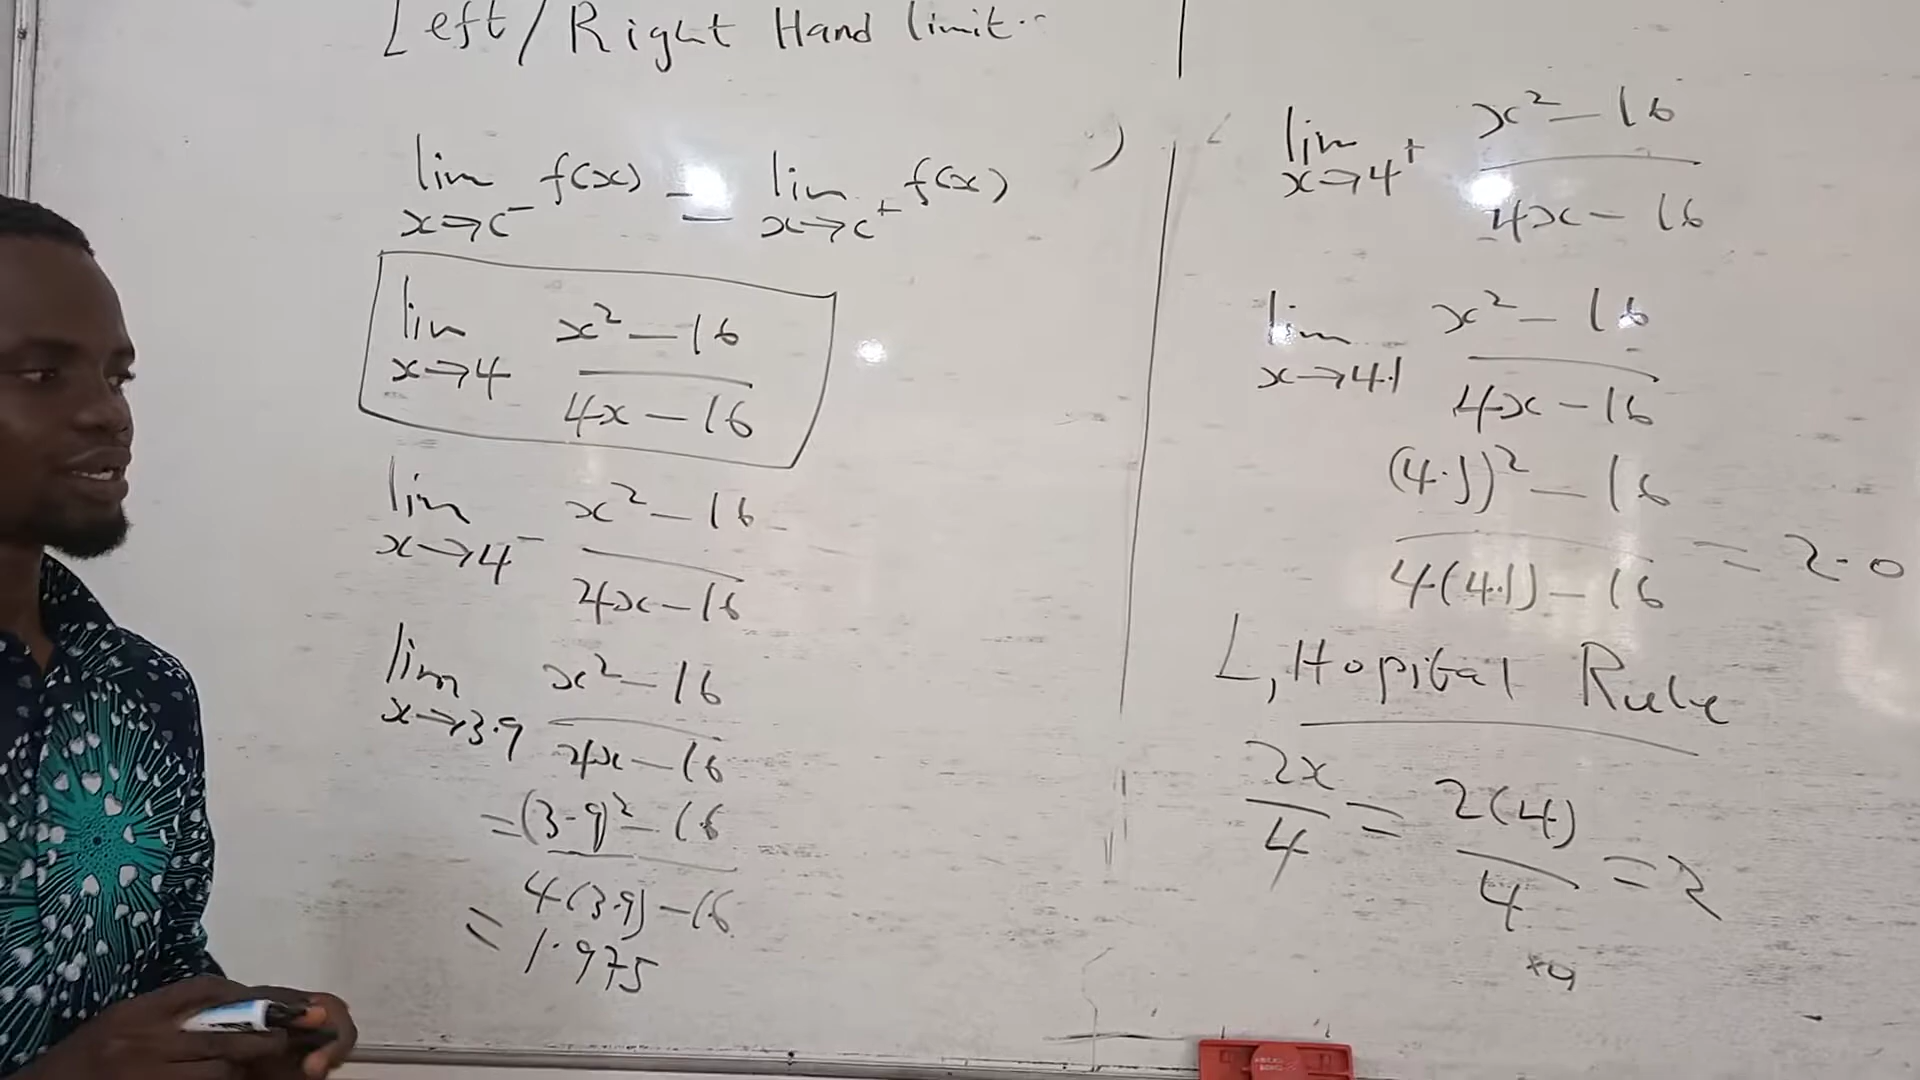 Left/Right Hand limit..
lim x→c⁻ f(x) = lim x→c⁺ f(x)
lim x→4 x²-16
4x-16
lim x→4⁻ x²-16
4x-16
lim x→3.9 x²-16
4x-16
=(3.9)²-16
4(3.9)-16
= 1.975
lim x→4⁺ x²-16
4x-16
lim x→4.1 x²-16
4x-16
(4.1)²-16
4(4.1)-16 = 2.0
L,Hopital Rule
2x/4 = 2(4)/4 = 2